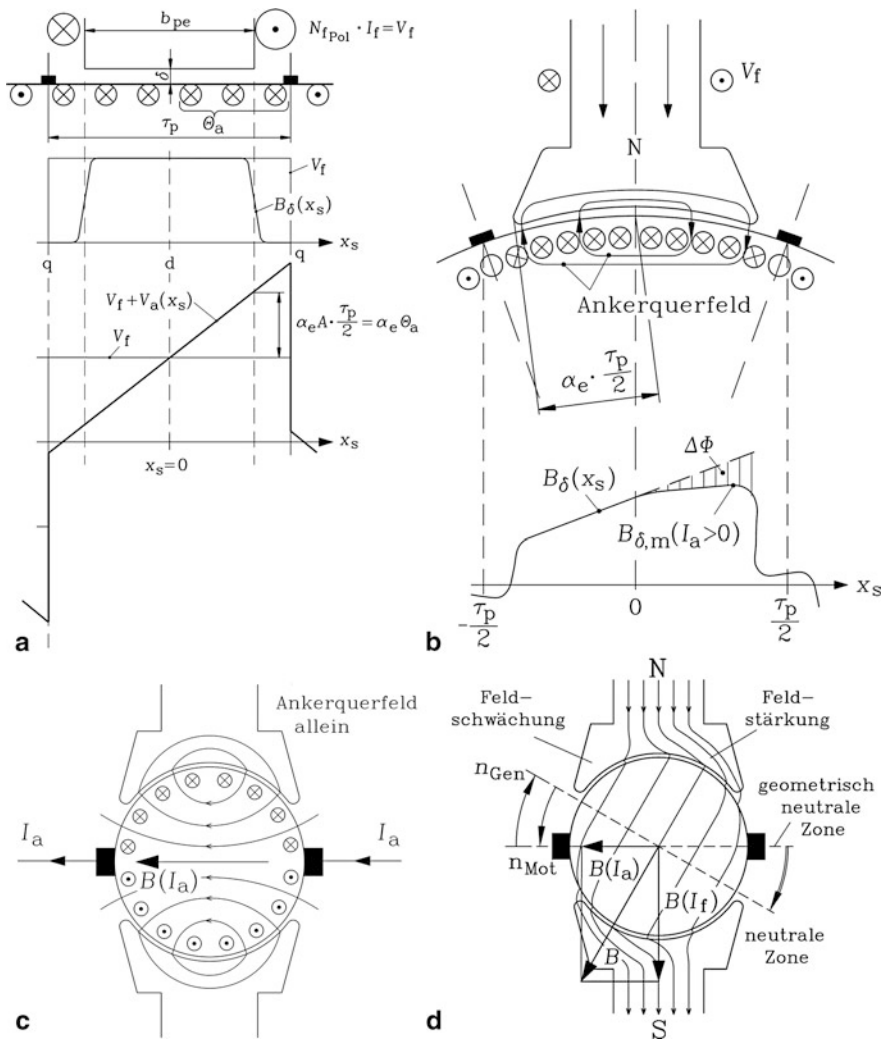 b_pe
N_fPol · I_f = V_f
δ
Θ_a
τ_p
V_f
B_δ(x_s)
x_s
q
d
q
V_f + V_a(x_s)
α_e A · τ_p/2 = α_e Θ_a
V_f
x_s
x_s=0
a
V_f
N
Ankerquerfeld
α_e · τ_p/2
ΔΦ
B_δ(x_s)
B_δ,m(I_a>0)
x_s
-τ_p/2
0
τ_p/2
b
Ankerquerfeld
allein
I_a
I_a
B(I_a)
c
N
Feld-
schwächung
Feld-
stärkung
n_Gen
geometrisch
neutrale
Zone
n_Mot
B(I_a)
B(I_f)
B
neutrale
Zone
S
d